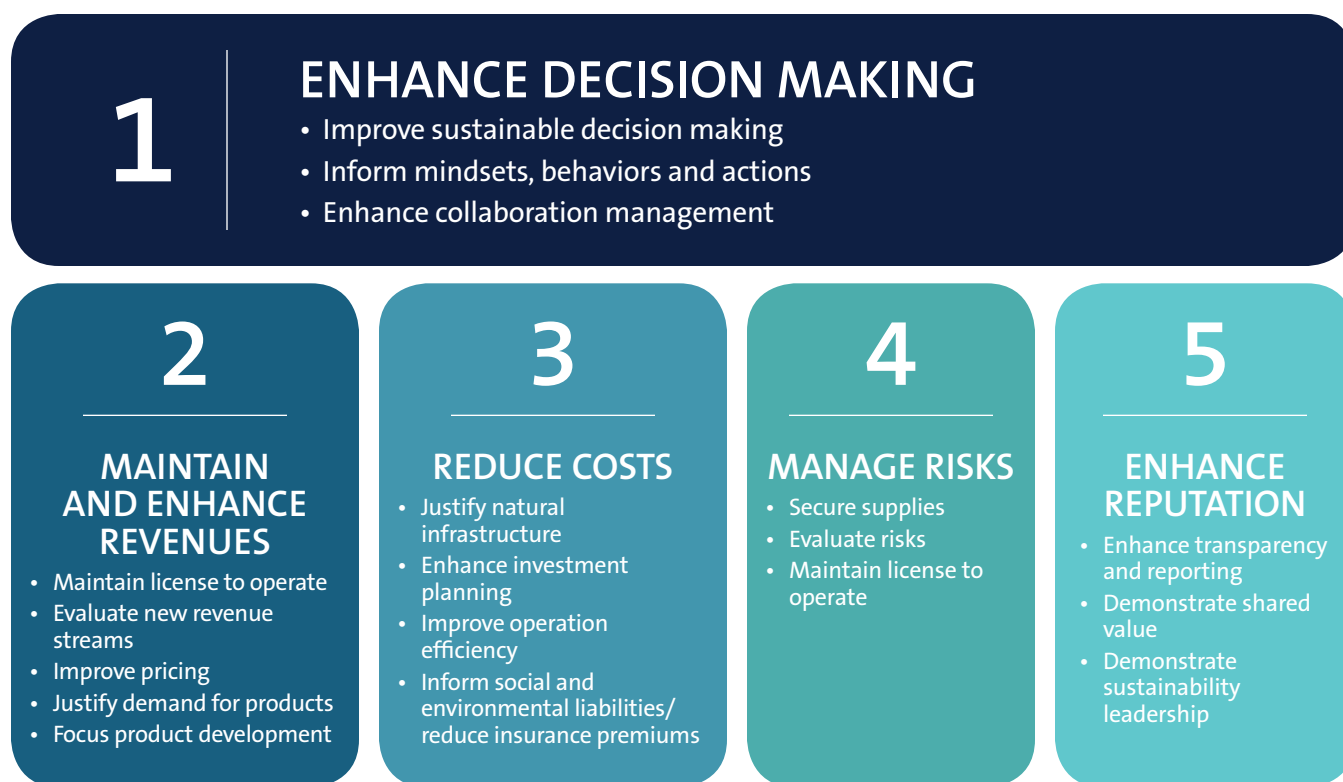 1
ENHANCE DECISION MAKING
• Improve sustainable decision making
• Inform mindsets, behaviors and actions
• Enhance collaboration management
2
MAINTAIN
AND ENHANCE
REVENUES
• Maintain license to operate
• Evaluate new revenue
streams
• Improve pricing
• Justify demand for products
• Focus product development
3
REDUCE COSTS
• Justify natural
infrastructure
• Enhance investment
planning
• Improve operation
efficiency
• Inform social and
environmental liabilities/
reduce insurance premiums
4
MANAGE RISKS
• Secure supplies
• Evaluate risks
• Maintain license to
operate
5
ENHANCE
REPUTATION
• Enhance transparency
and reporting
• Demonstrate shared
value
• Demonstrate
sustainability
leadership